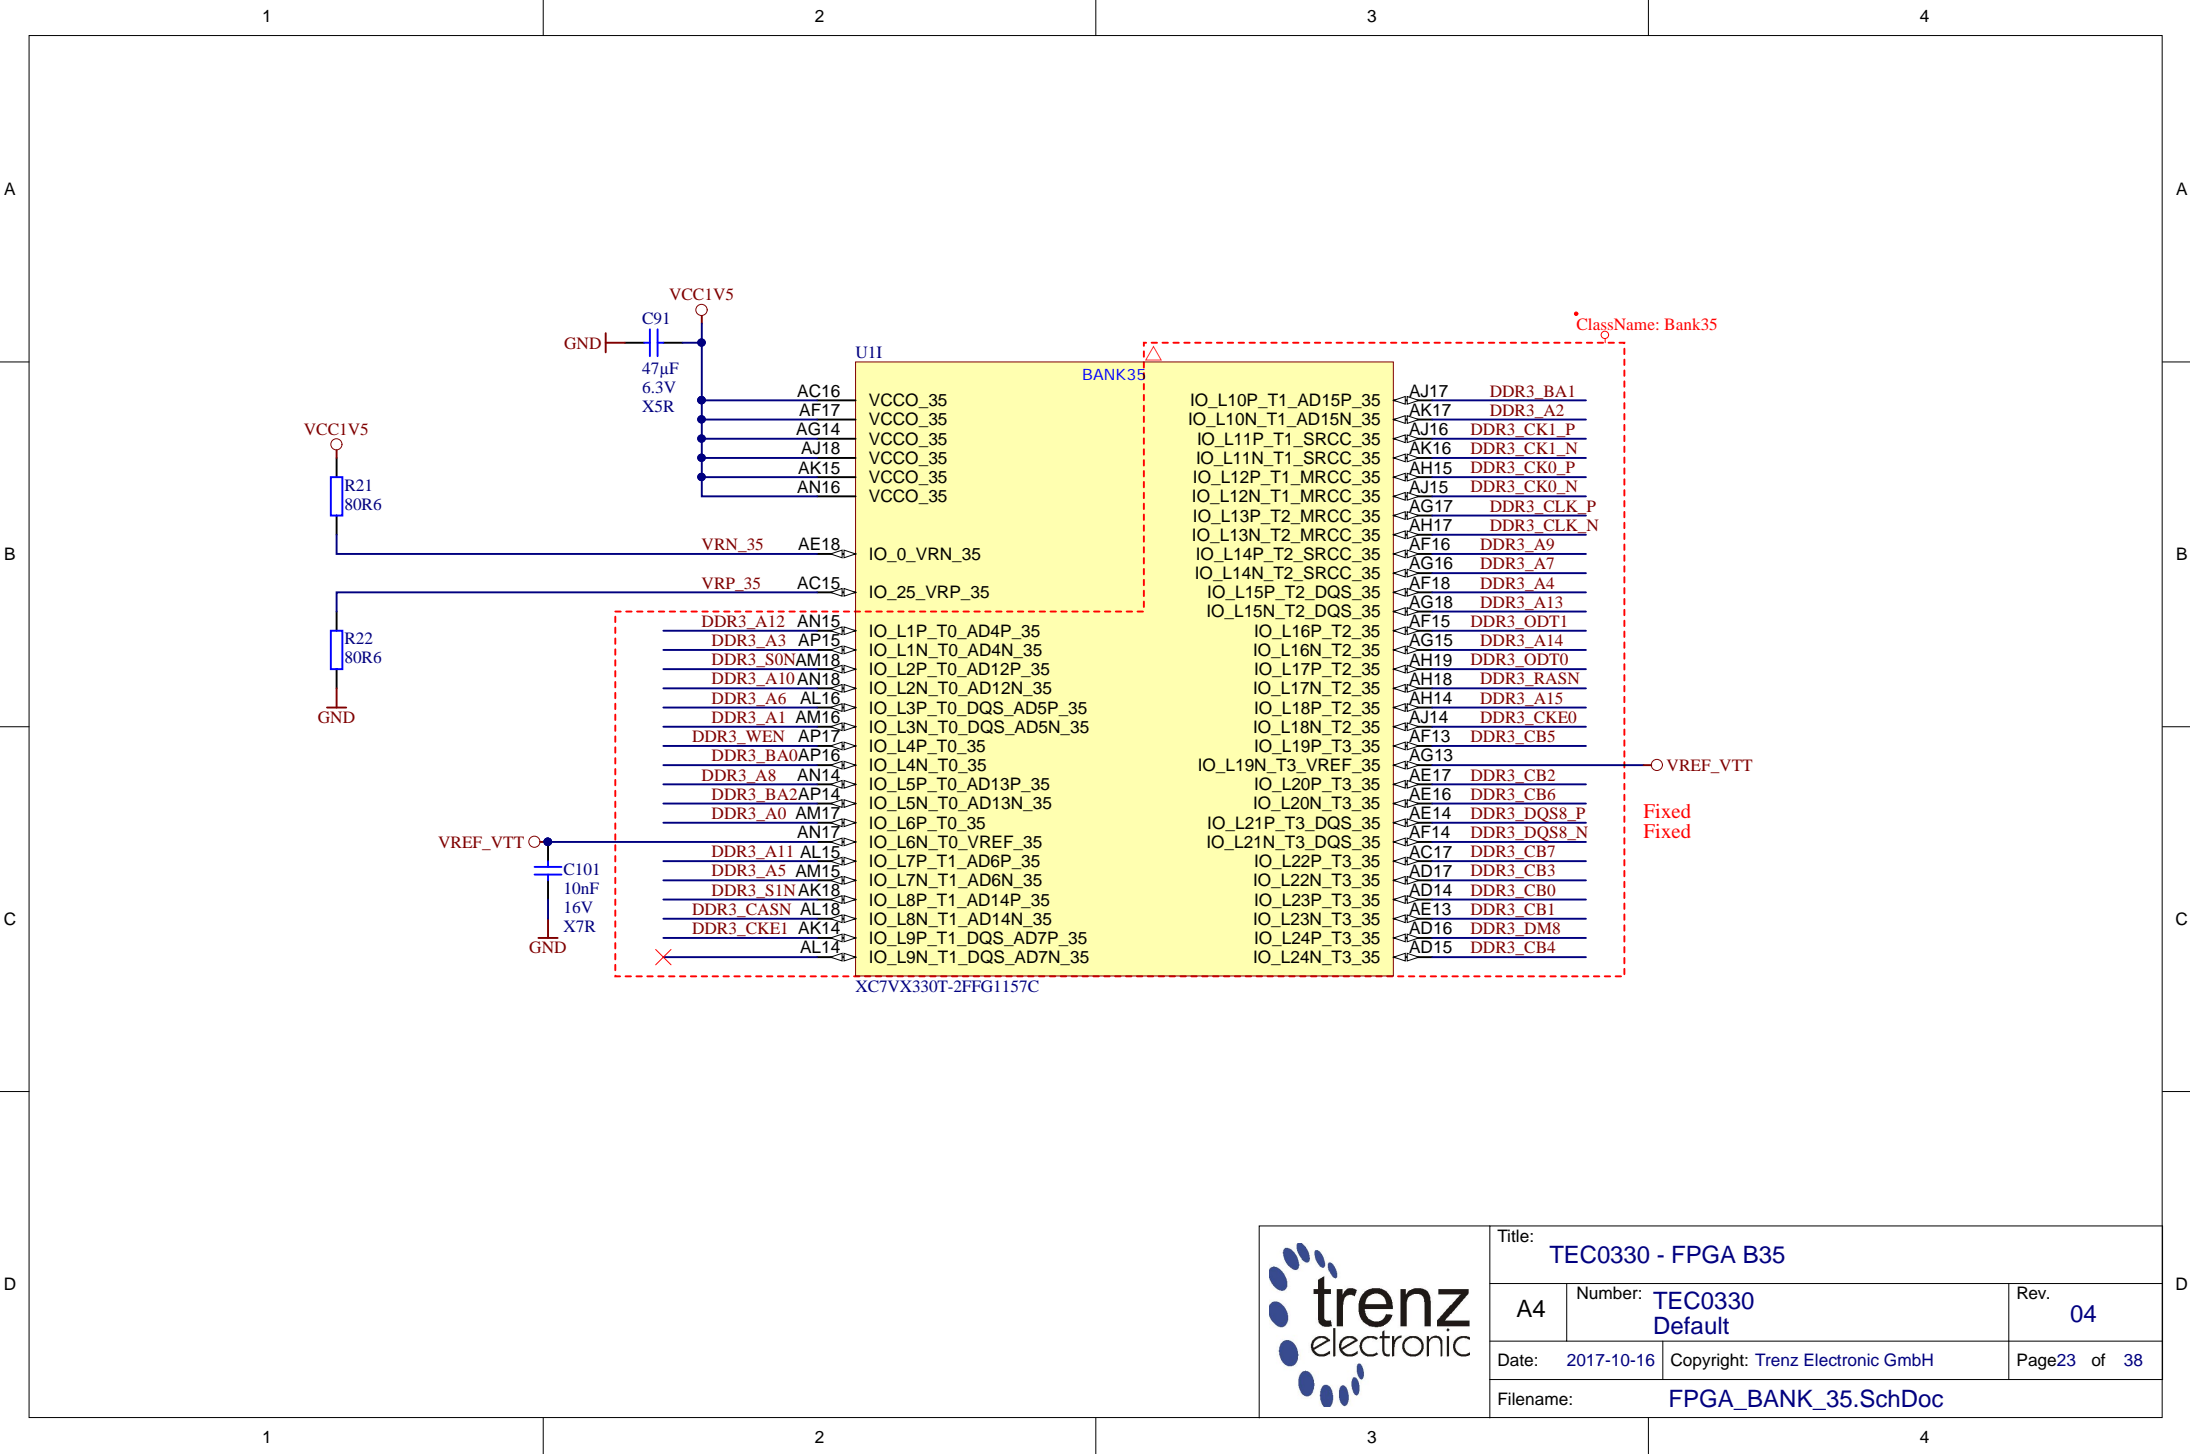 1 2 3 4
A A
B B
C C
D D
1 2 3 4
VCC1V5
C91
GND
47µF
6.3V
X5R
VCC1V5
R21
80R6
R22
80R6
GND
U1I
BANK35
ClassName: Bank35
AC16 VCCO_35
AF17 VCCO_35
AG14 VCCO_35
AJ18 VCCO_35
AK15 VCCO_35
AN16 VCCO_35
VRN_35 AE18 IO_0_VRN_35
VRP_35 AC15 IO_25_VRP_35
DDR3_A12 AN15 IO_L1P_T0_AD4P_35
DDR3_A3 AP15 IO_L1N_T0_AD4N_35
DDR3_S0N AM18 IO_L2P_T0_AD12P_35
DDR3_A10 AN18 IO_L2N_T0_AD12N_35
DDR3_A6 AL16 IO_L3P_T0_DQS_AD5P_35
DDR3_A1 AM16 IO_L3N_T0_DQS_AD5N_35
DDR3_WEN AP17 IO_L4P_T0_35
DDR3_BA0 AP16 IO_L4N_T0_35
DDR3_A8 AN14 IO_L5P_T0_AD13P_35
DDR3_BA2 AP14 IO_L5N_T0_AD13N_35
DDR3_A0 AM17 IO_L6P_T0_35
VREF_VTT AN17 IO_L6N_T0_VREF_35
DDR3_A11 AL15 IO_L7P_T1_AD6P_35
DDR3_A5 AM15 IO_L7N_T1_AD6N_35
DDR3_S1N AK18 IO_L8P_T1_AD14P_35
DDR3_CASN AL18 IO_L8N_T1_AD14N_35
DDR3_CKE1 AK14 IO_L9P_T1_DQS_AD7P_35
AL14 IO_L9N_T1_DQS_AD7N_35
C101
10nF
16V
X7R
GND
IO_L10P_T1_AD15P_35 AJ17 DDR3_BA1
IO_L10N_T1_AD15N_35 AK17 DDR3_A2
IO_L11P_T1_SRCC_35 AJ16 DDR3_CK1_P
IO_L11N_T1_SRCC_35 AK16 DDR3_CK1_N
IO_L12P_T1_MRCC_35 AH15 DDR3_CK0_P
IO_L12N_T1_MRCC_35 AJ15 DDR3_CK0_N
IO_L13P_T2_MRCC_35 AG17 DDR3_CLK_P
IO_L13N_T2_MRCC_35 AH17 DDR3_CLK_N
IO_L14P_T2_SRCC_35 AF16 DDR3_A9
IO_L14N_T2_SRCC_35 AG16 DDR3_A7
IO_L15P_T2_DQS_35 AF18 DDR3_A4
IO_L15N_T2_DQS_35 AG18 DDR3_A13
IO_L16P_T2_35 AF15 DDR3_ODT1
IO_L16N_T2_35 AG15 DDR3_A14
IO_L17P_T2_35 AH19 DDR3_ODT0
IO_L17N_T2_35 AH18 DDR3_RASN
IO_L18P_T2_35 AH14 DDR3_A15
IO_L18N_T2_35 AJ14 DDR3_CKE0
IO_L19P_T3_35 AF13 DDR3_CB5
IO_L19N_T3_VREF_35 AG13 VREF_VTT
IO_L20P_T3_35 AE17 DDR3_CB2
IO_L20N_T3_35 AE16 DDR3_CB6
IO_L21P_T3_DQS_35 AE14 DDR3_DQS8_P Fixed
IO_L21N_T3_DQS_35 AF14 DDR3_DQS8_N Fixed
IO_L22P_T3_35 AC17 DDR3_CB7
IO_L22N_T3_35 AD17 DDR3_CB3
IO_L23P_T3_35 AD14 DDR3_CB0
IO_L23N_T3_35 AE13 DDR3_CB1
IO_L24P_T3_35 AD16 DDR3_DM8
IO_L24N_T3_35 AD15 DDR3_CB4
XC7VX330T-2FFG1157C
trenz
electronic
Title:
TEC0330 - FPGA B35
A4 Number: TEC0330
Default
Rev.
04
Date: 2017-10-16 Copyright: Trenz Electronic GmbH Page23 of 38
Filename: FPGA_BANK_35.SchDoc